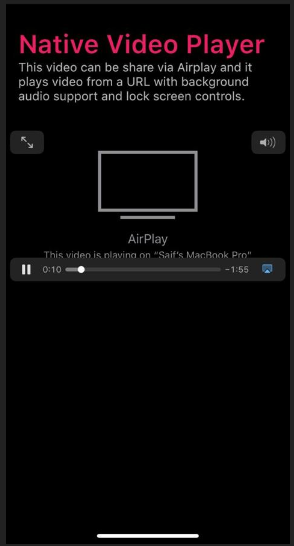 Native Video Player
This video can be share via Airplay and it
plays video from a URL with background
audio support and lock screen controls.
AirPlay
This video is playing on “Saif’s MacBook Pro”
0:10
−1:55